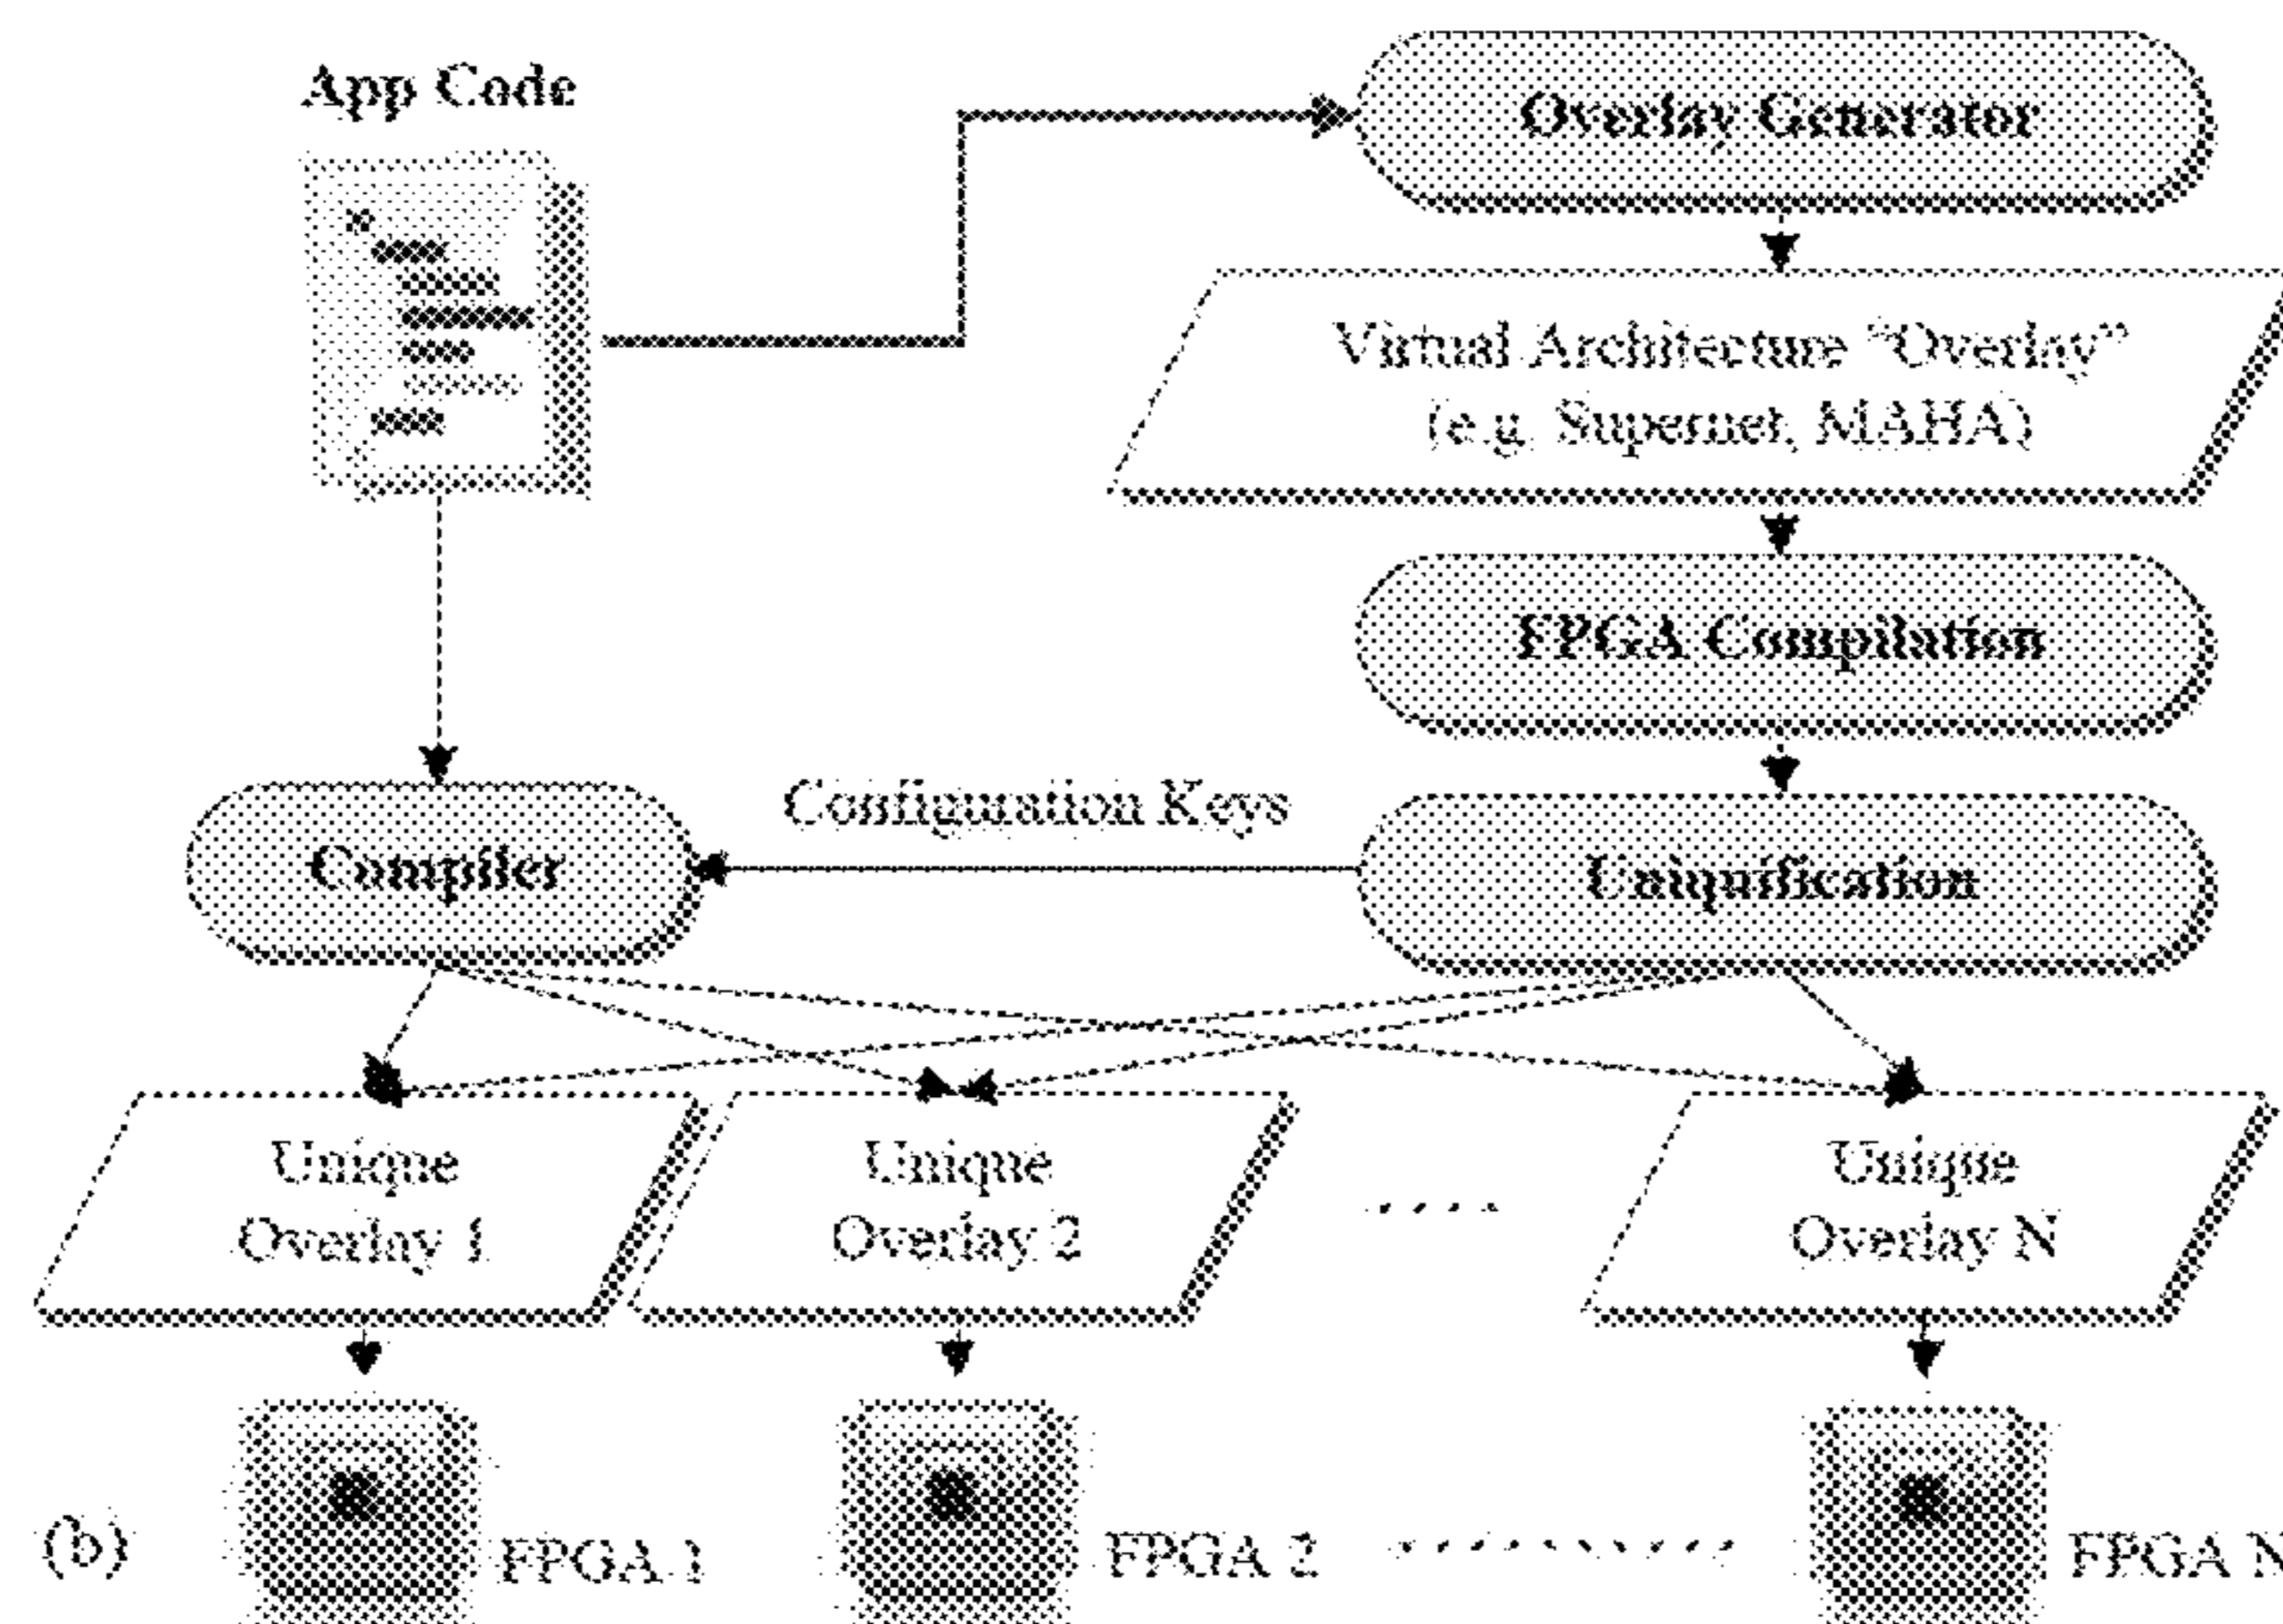 App Code
Overlay Generator
Virtual Architecture “Overlay”
(e.g. Supernet, MAHA)
FPGA Compilation
Configuration Keys
Compiler
Uniquification
Unique
Overlay 1
Unique
Overlay 2
Unique
Overlay N
(b)
FPGA 1
FPGA 2
FPGA N